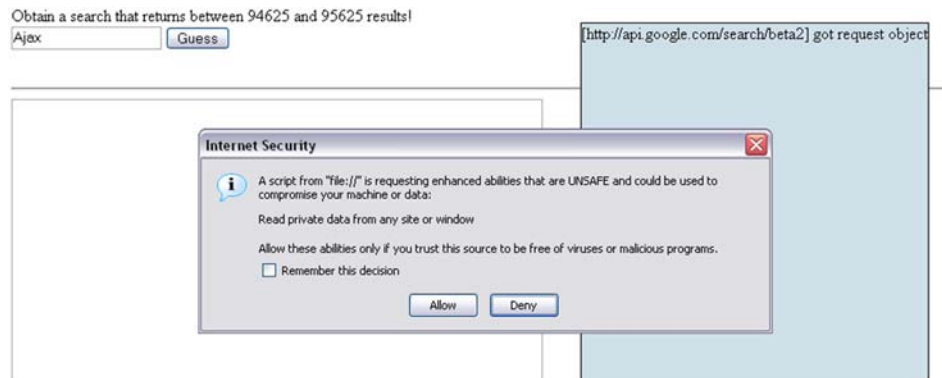 Obtain a search that returns between 94625 and 95625 results!
Ajax
Guess
[http://api.google.com/search/beta2] got request object
Internet Security
A script from "file://" is requesting enhanced abilities that are UNSAFE and could be used to
compromise your machine or data:
Read private data from any site or window
Allow these abilities only if you trust this source to be free of viruses or malicious programs.
Remember this decision
Allow
Deny